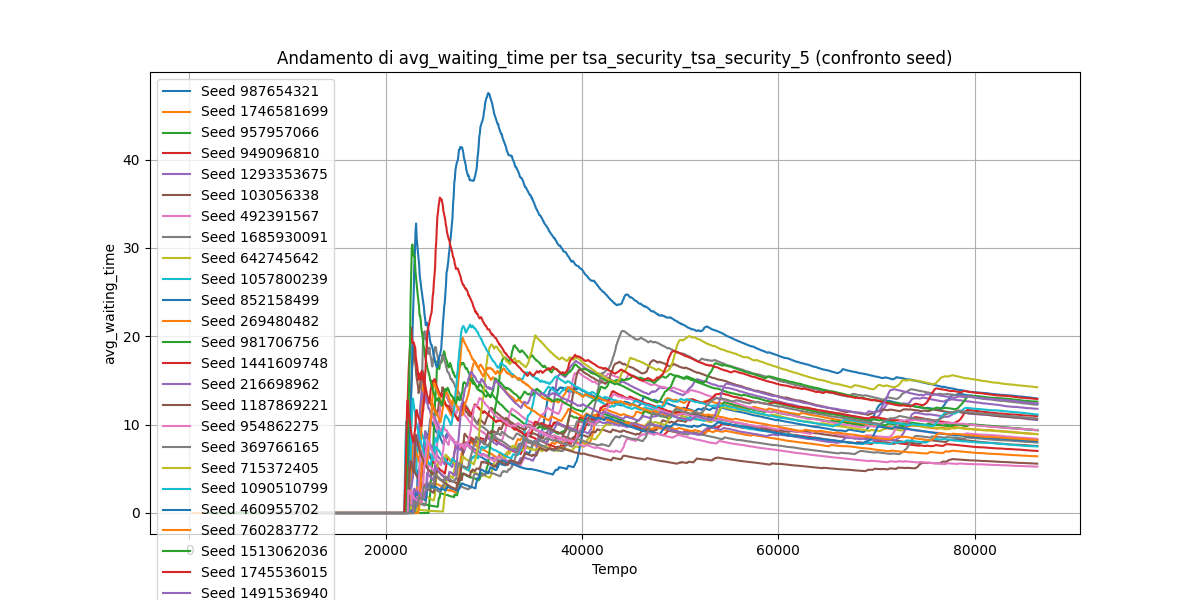 Andamento di avg_waiting_time per tsa_security_tsa_security_5 (confronto seed)
Seed 987654321
Seed 1746581699
Seed 957957066
Seed 949096810
Seed 1293353675
Seed 103056338
Seed 492391567
Seed 1685930091
Seed 642745642
Seed 1057800239
Seed 852158499
Seed 269480482
Seed 981706756
Seed 1441609748
Seed 216698962
Seed 1187869221
Seed 954862275
Seed 369766165
Seed 715372405
Seed 1090510799
Seed 460955702
Seed 760283772
Seed 1513062036
Seed 1745536015
Seed 1491536940
avg_waiting_time
40
30
20
10
0
0
20000
40000
60000
80000
Tempo